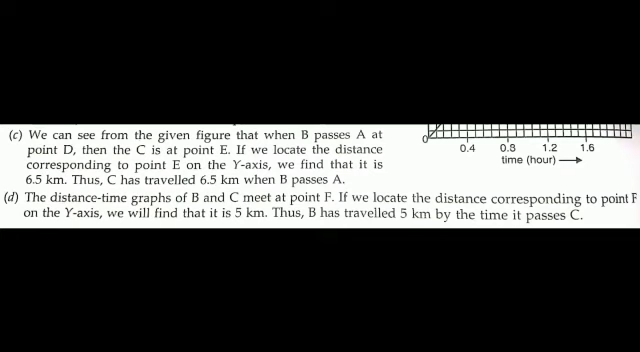 (c) We can see from the given figure that when B passes A at
point D, then the C is at point E. If we locate the distance
corresponding to point E on the Y-axis, we find that it is
6.5 km. Thus, C has travelled 6.5 km when B passes A.
0
0.4 0.8 1.2 1.6
time (hour)
(d) The distance-time graphs of B and C meet at point F. If we locate the distance corresponding to point F
on the Y-axis, we will find that it is 5 km. Thus, B has travelled 5 km by the time it passes C.